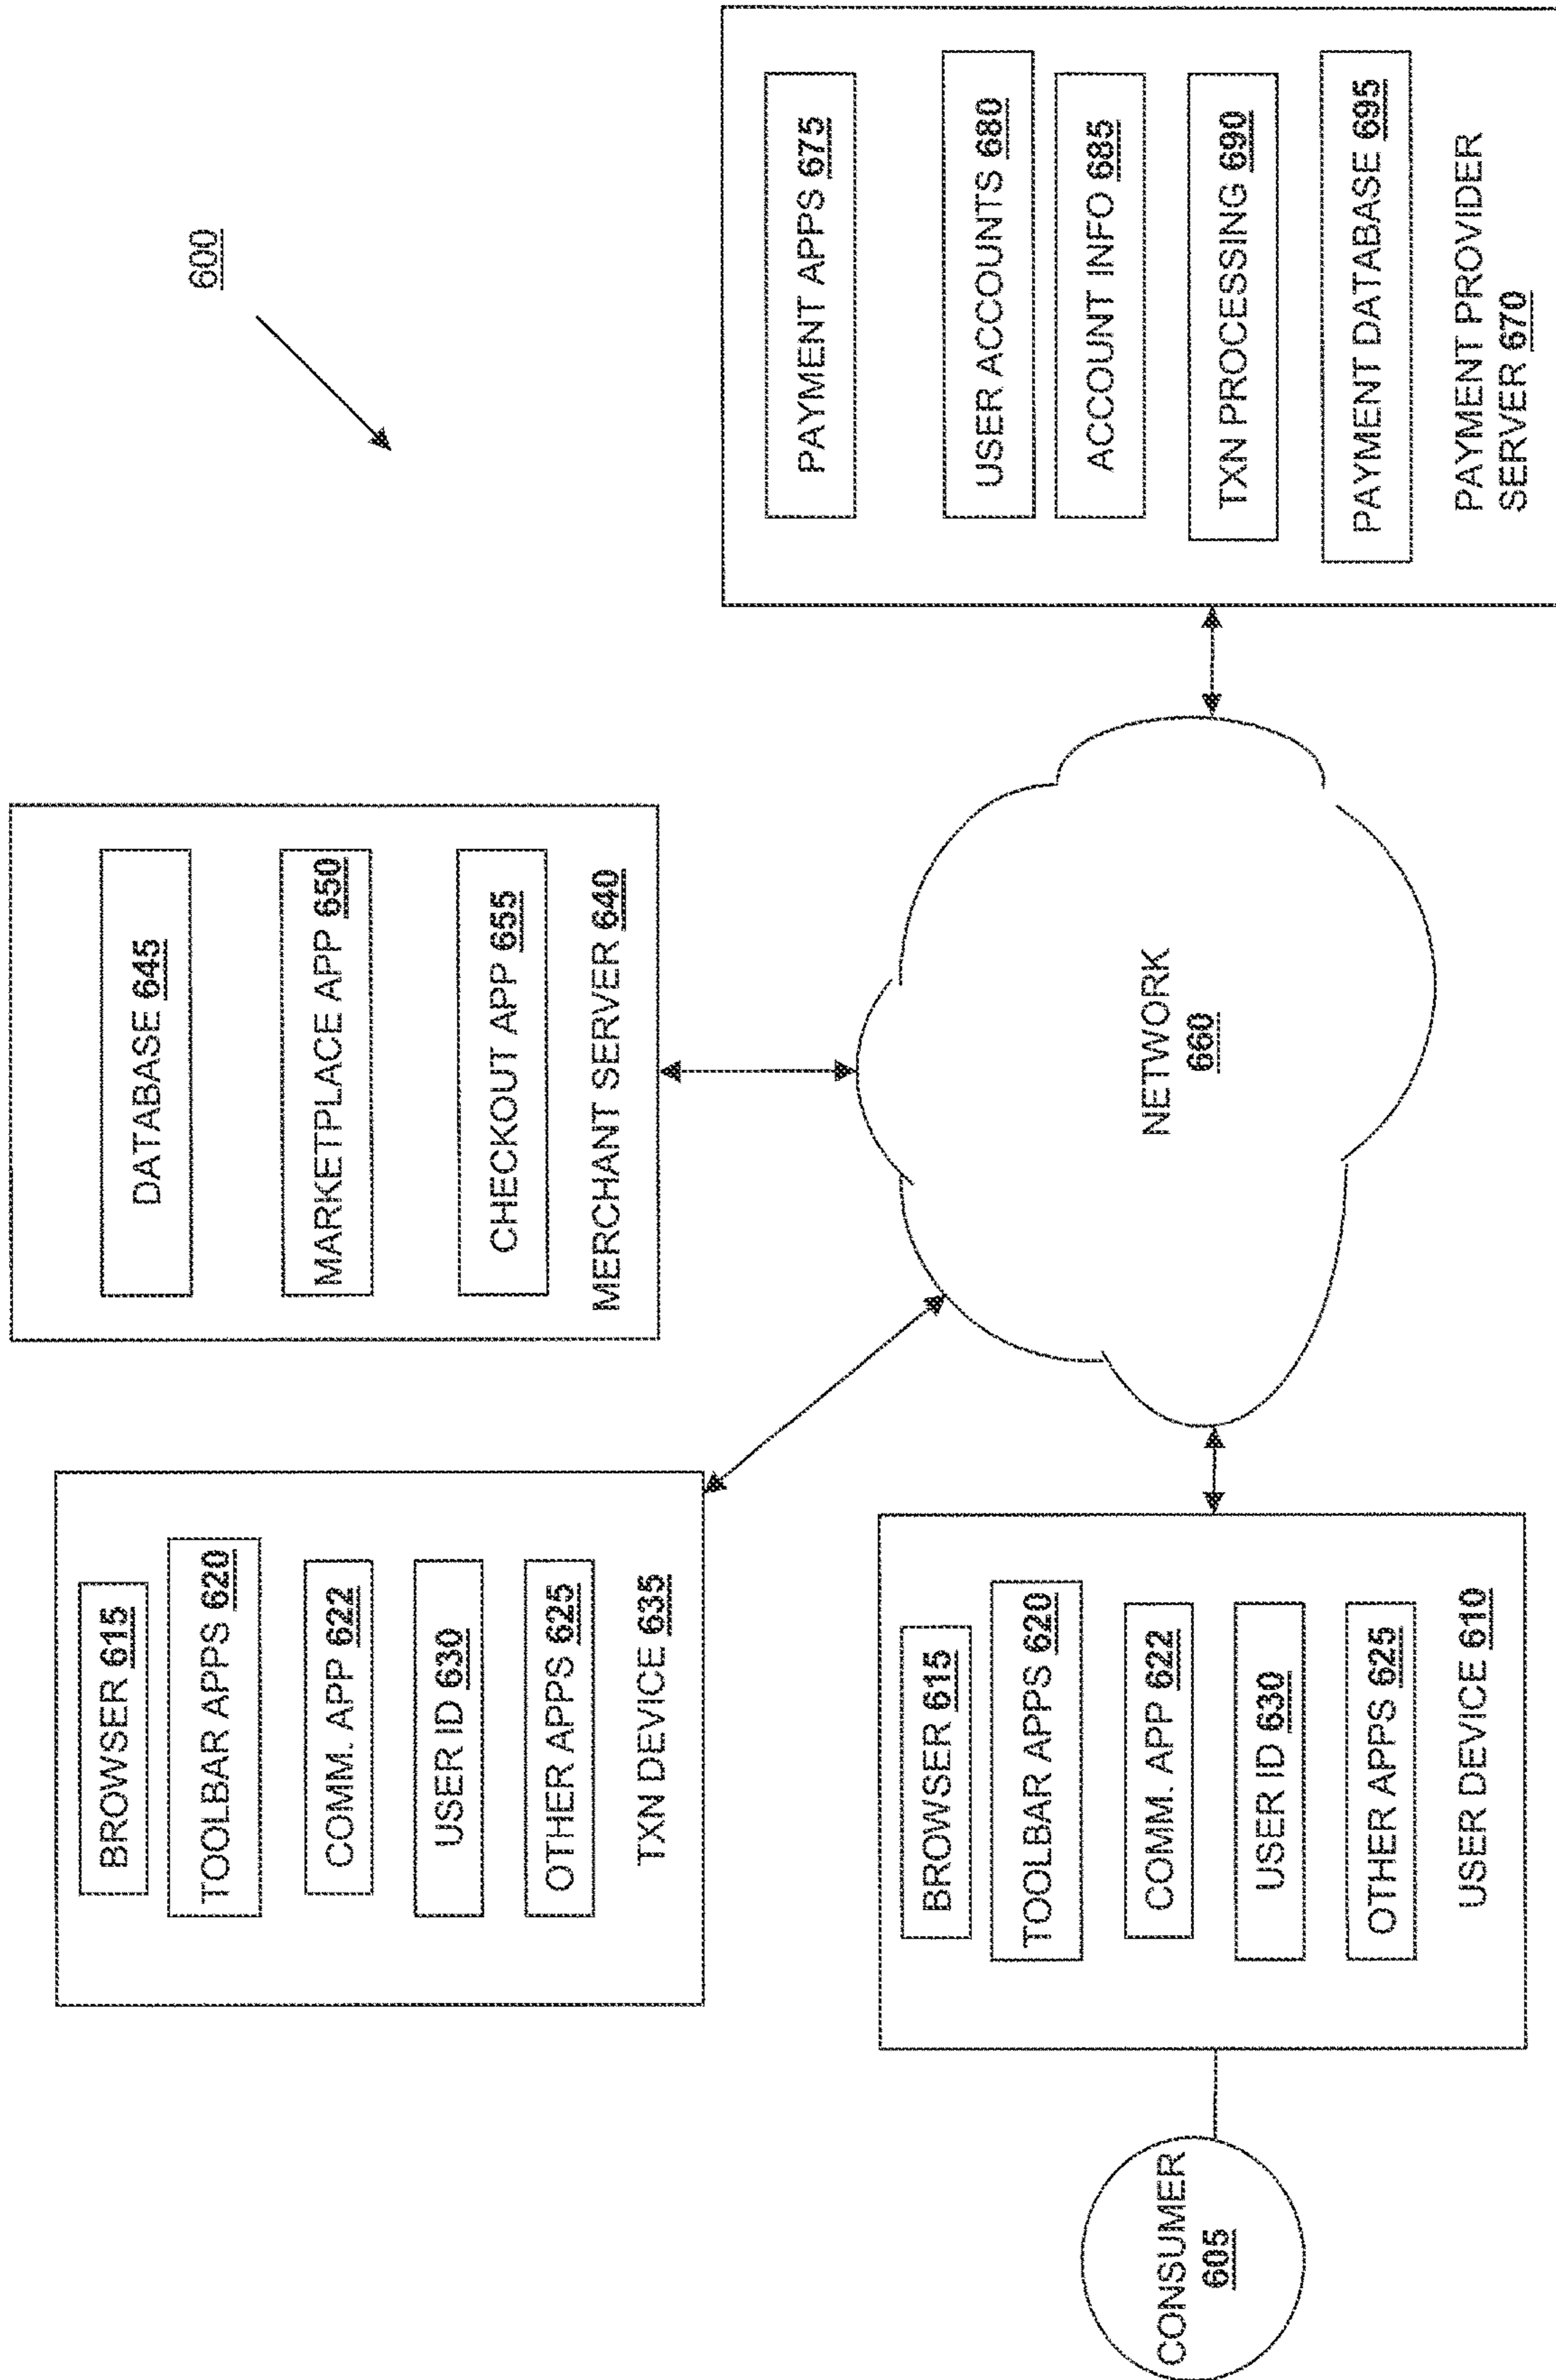 600
BROWSER 615
TOOLBAR APPS 620
COMM. APP 622
USER ID 630
OTHER APPS 625
TXN DEVICE 635
DATABASE 645
MARKETPLACE APP 650
CHECKOUT APP 655
MERCHANT SERVER 640
CONSUMER
605
BROWSER 615
TOOLBAR APPS 620
COMM. APP 622
USER ID 630
OTHER APPS 625
USER DEVICE 610
NETWORK
660
PAYMENT APPS 675
USER ACCOUNTS 680
ACCOUNT INFO 685
TXN PROCESSING 690
PAYMENT DATABASE 695
PAYMENT PROVIDER
SERVER 670